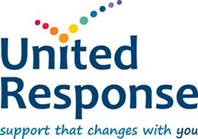 United
Response
support that changes with you